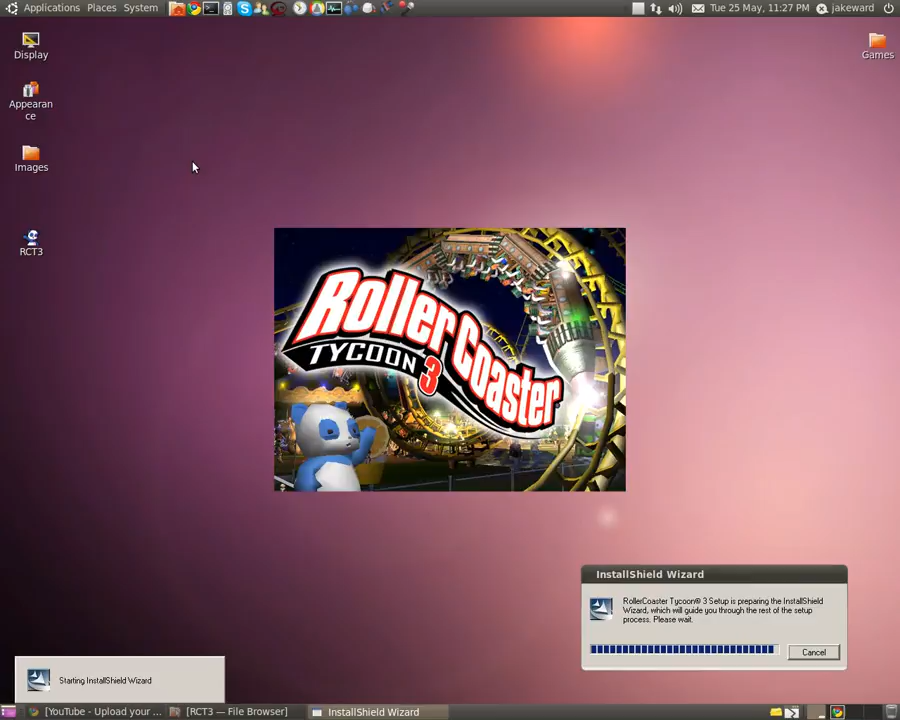 Applications Places System
Tue 25 May, 11:27 PM jakeward
Display
Games
Appearan
ce
Images
RCT3
RollerCoaster
TYCOON 3
InstallShield Wizard
RollerCoaster Tycoon® 3 Setup is preparing the InstallShield
Wizard, which will guide you through the rest of the setup
process. Please wait.
Cancel
Starting InstallShield Wizard
[YouTube - Upload your ... [RCT3 — File Browser] InstallShield Wizard